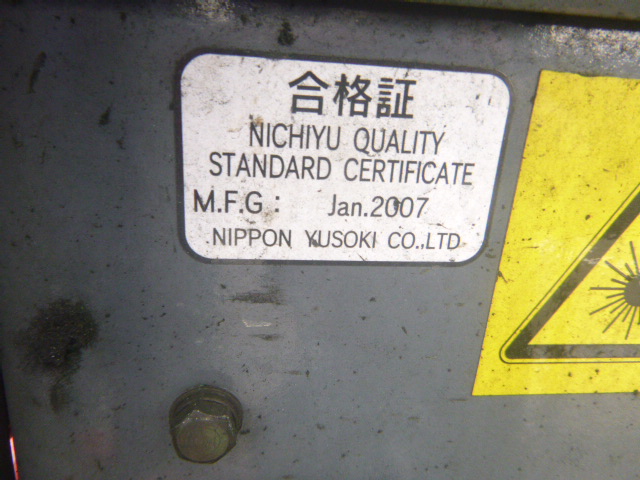 合格証
NICHIYU QUALITY
STANDARD CERTIFICATE
M.F.G : Jan.2007
NIPPON YUSOKI CO.,LTD